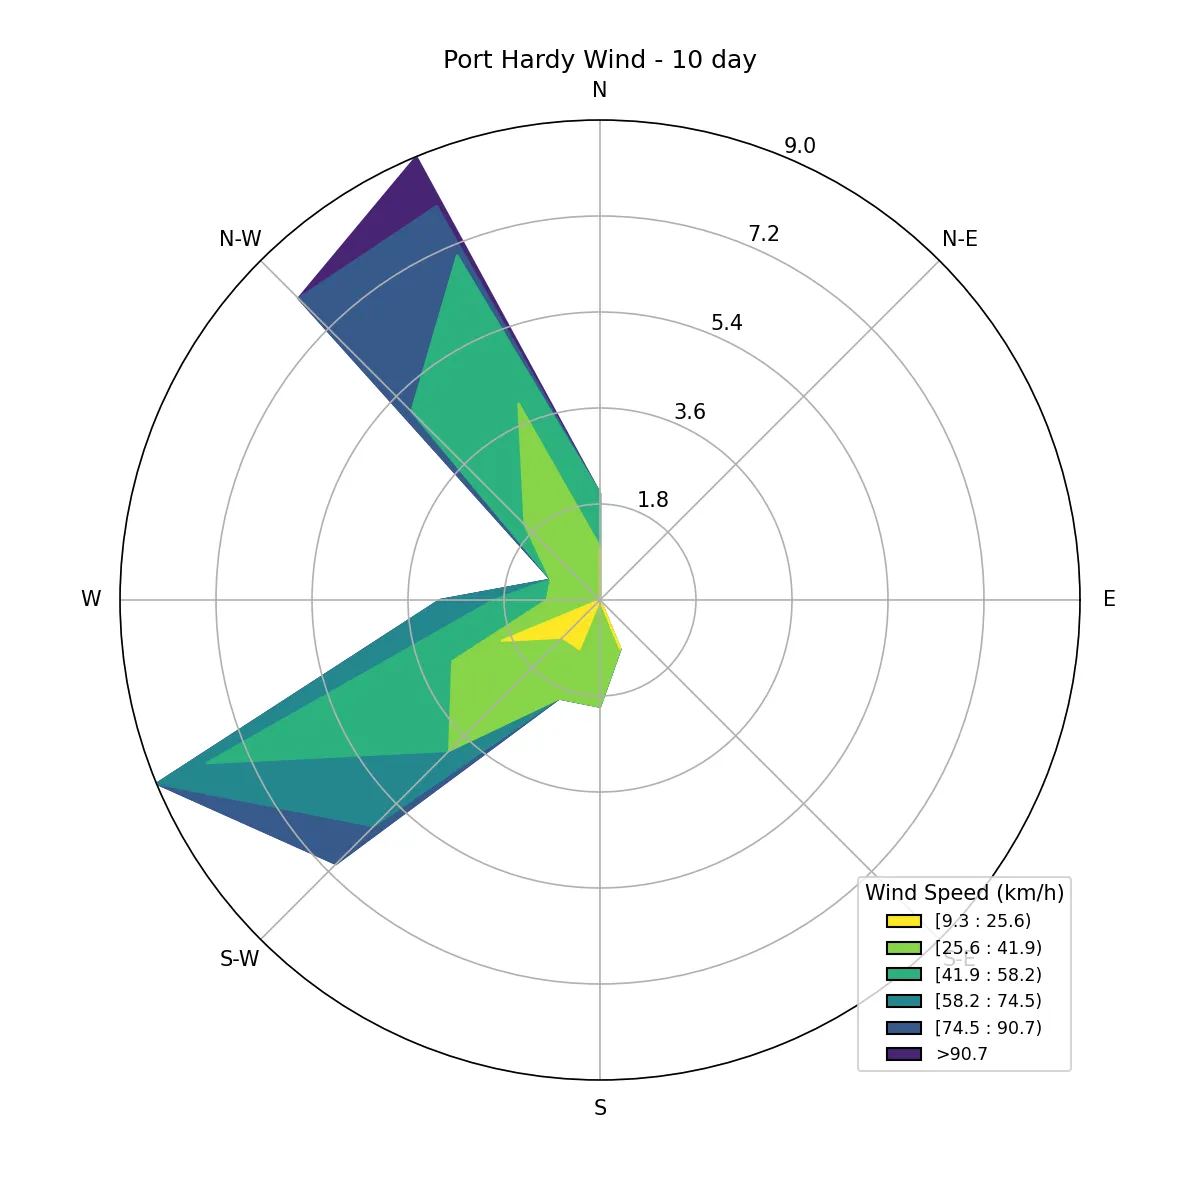 Port Hardy Wind - 10 day
N
9.0
N-W
7.2
N-E
5.4
3.6
1.8
W
E
S-W
S-E
Wind Speed (km/h)
[9.3 : 25.6)
[25.6 : 41.9)
[41.9 : 58.2)
[58.2 : 74.5)
[74.5 : 90.7)
>90.7
S